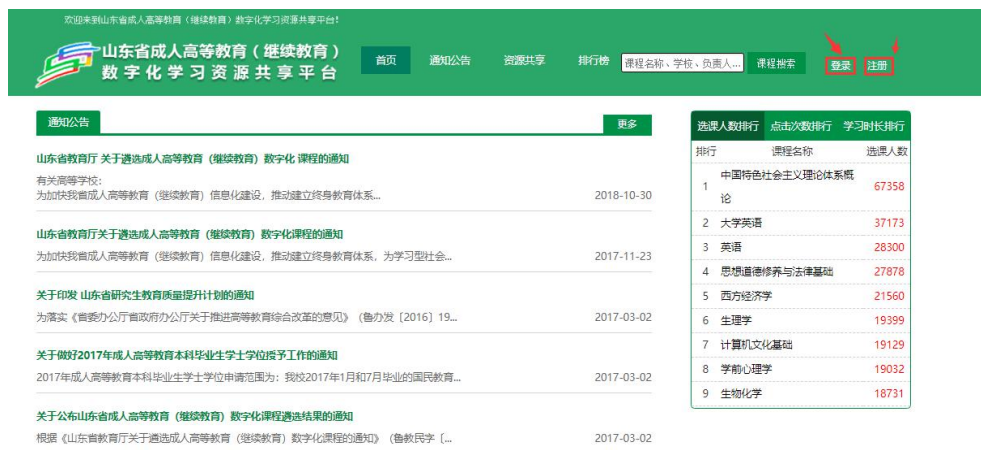 欢迎来到山东省成人高等教育（继续教育）数字化学习资源共享平台！
山东省成人高等教育（继续教育）
数字化学习资源共享平台
首页 通知公告 资源共享 排行榜 课程名称、学校、负责人... 课程搜索 登录 注册
通知公告 更多
山东省教育厅 关于遴选成人高等教育（继续教育）数字化 课程的通知
有关高等学校：
为加快我省成人高等教育（继续教育）信息化建设，推动建立终身教育体系... 2018-10-30
山东省教育厅关于遴选成人高等教育（继续教育）数字化课程的通知
为加快我省成人高等教育（继续教育）信息化建设，推动建立终身教育体系，为学习型社会... 2017-11-23
关于印发 山东省研究生教育质量提升计划的通知
为落实《省委办公厅省政府办公厅关于推进高等教育综合改革的意见》（鲁办发〔2016〕19... 2017-03-02
关于做好2017年成人高等教育本科毕业生学士学位授予工作的通知
2017年成人高等教育本科毕业生学士学位申请范围为：我校2017年1月和7月毕业的国民教育... 2017-03-02
关于公布山东省成人高等教育（继续教育）数字化课程遴选结果的通知
根据《山东省教育厅关于遴选成人高等教育（继续教育）数字化课程的通知》（鲁教民字〔... 2017-03-02
选课人数排行 点击次数排行 学习时长排行
排行 课程名称 选课人数
1 中国特色社会主义理论体系概
论 67358
2 大学英语 37173
3 英语 28300
4 思想道德修养与法律基础 27878
5 西方经济学 21560
6 生理学 19399
7 计算机文化基础 19129
8 学前心理学 19032
9 生物化学 18731